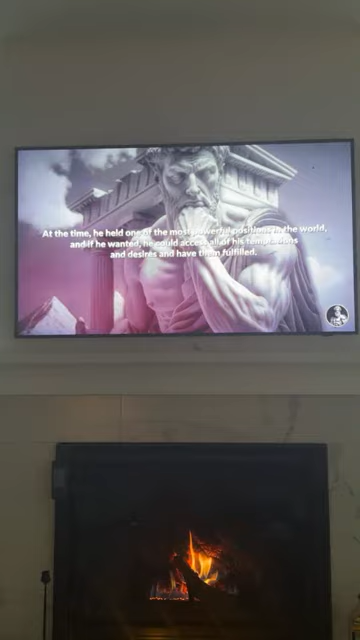 At the time, he held one of the most powerful positions in the world,
and if he wanted, he could access all of his temptations
and desires and have them fulfilled.